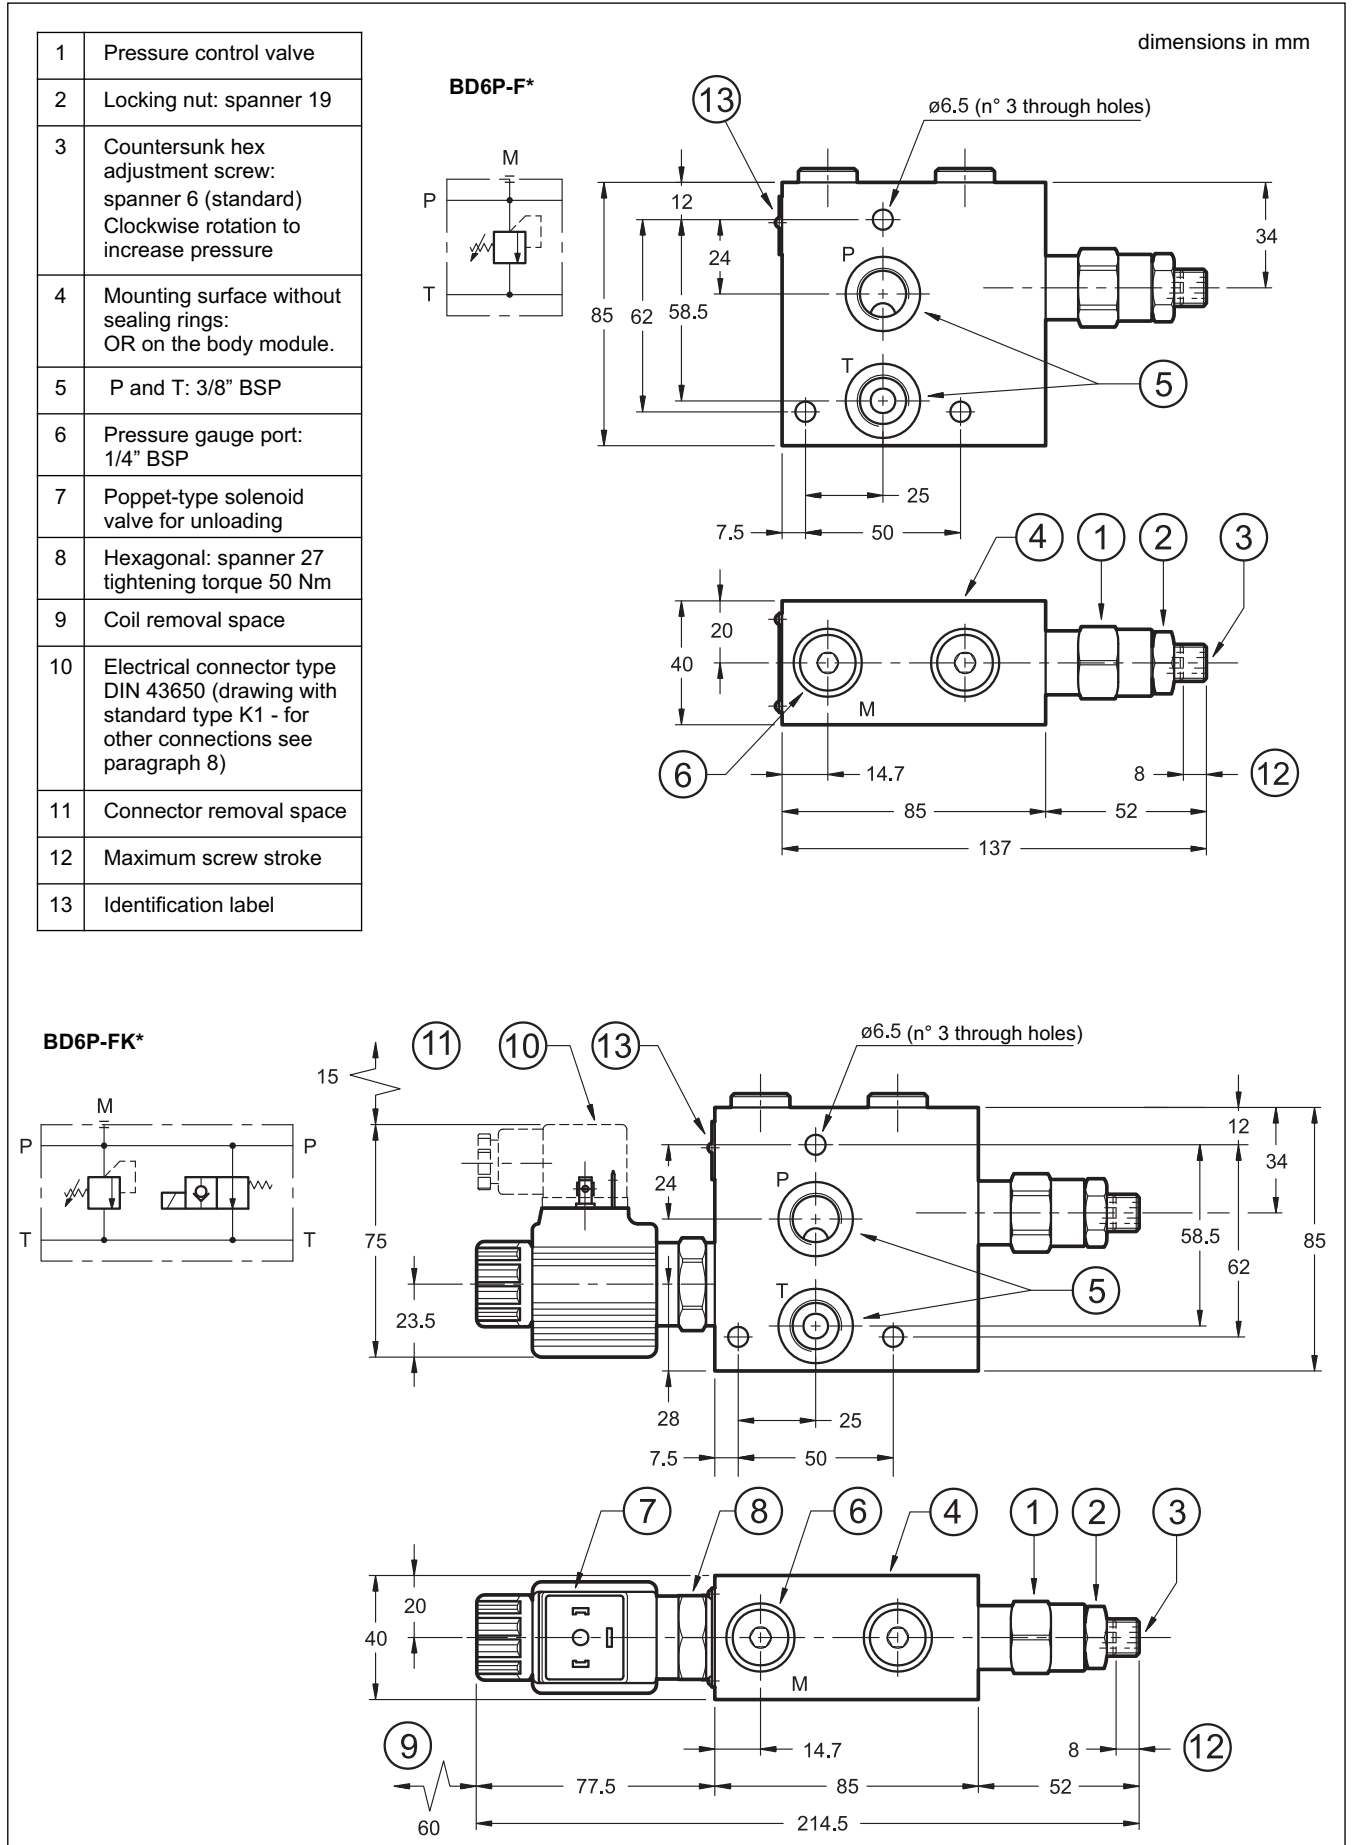 1 Pressure control valve
2 Locking nut: spanner 19
3 Countersunk hex
adjustment screw:
spanner 6 (standard)
Clockwise rotation to
increase pressure
4 Mounting surface without
sealing rings:
OR on the body module.
5 P and T: 3/8” BSP
6 Pressure gauge port:
1/4” BSP
7 Poppet-type solenoid
valve for unloading
8 Hexagonal: spanner 27
tightening torque 50 Nm
9 Coil removal space
10 Electrical connector type
DIN 43650 (drawing with
standard type K1 - for
other connections see
paragraph 8)
11 Connector removal space
12 Maximum screw stroke
13 Identification label
dimensions in mm
BD6P-F*
13
ø6.5 (n° 3 through holes)
M
P
T
12
34
24
P
85
62
58.5
T
5
25
7.5
50
4
1
2
3
20
40
M
6
14.7
8
12
85
52
137
BD6P-FK*
11
10
13
ø6.5 (n° 3 through holes)
15
M
P
P
T
T
12
34
24
P
75
58.5
85
62
T
5
23.5
28
25
7.5
50
7
8
6
4
1
2
3
20
40
M
9
14.7
8
12
77.5
85
52
60
214.5